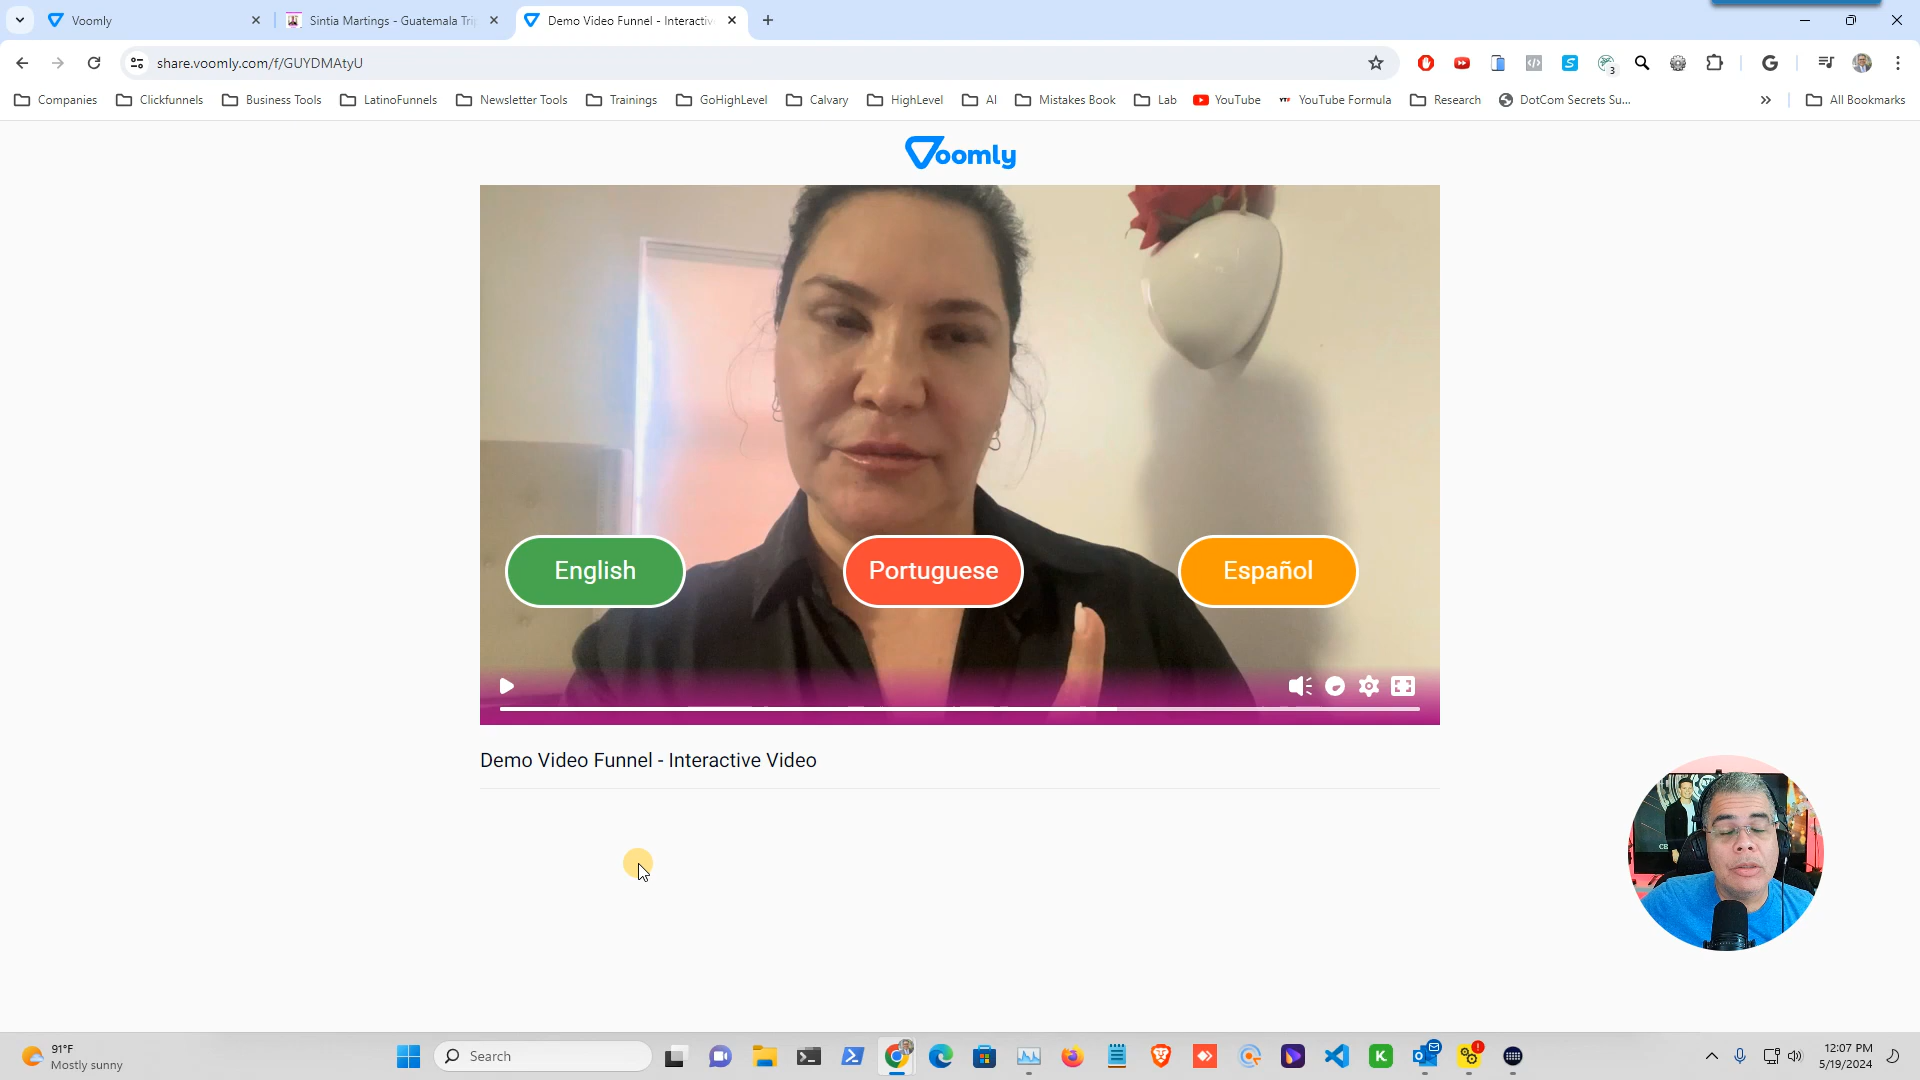 Voomly
Sintia Martings - Guatemala Tri
Demo Video Funnel - Interactiv
share.voomly.com/f/GUYDMAtyU
3
Companies
Clickfunnels
Business Tools
LatinoFunnels
Newsletter Tools
Trainings
GoHighLevel
Calvary
HighLevel
AI
Mistakes Book
Lab
YouTube
YouTube Formula
Research
DotCom Secrets Su...
All Bookmarks
Voomly
English
Portuguese
Español
Demo Video Funnel - Interactive Video
91°F
Mostly sunny
Search
12:07 PM
5/19/2024